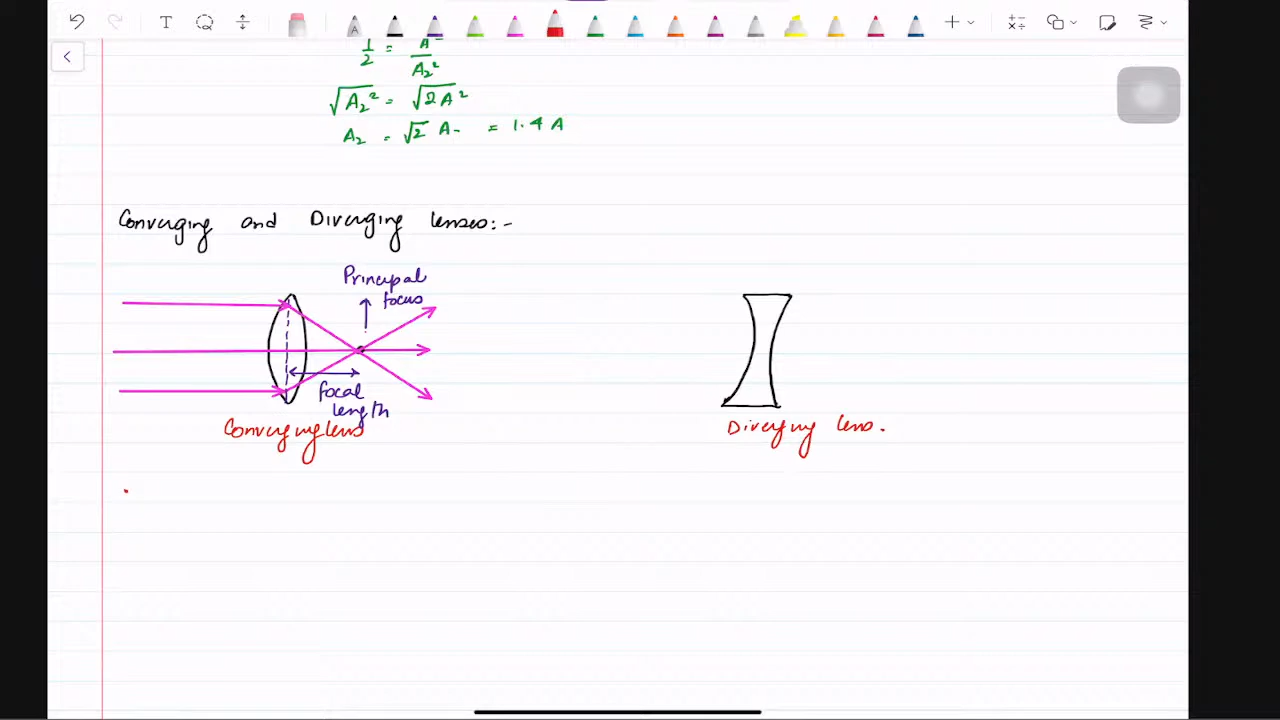 1/2 = A/A₂²
√A₂² = √2A²
A₂ = √2 A - = 1.4 A
Converging and Diverging lenses:-
Principal
focus
focal
length
Converging lens
Diverging lens.